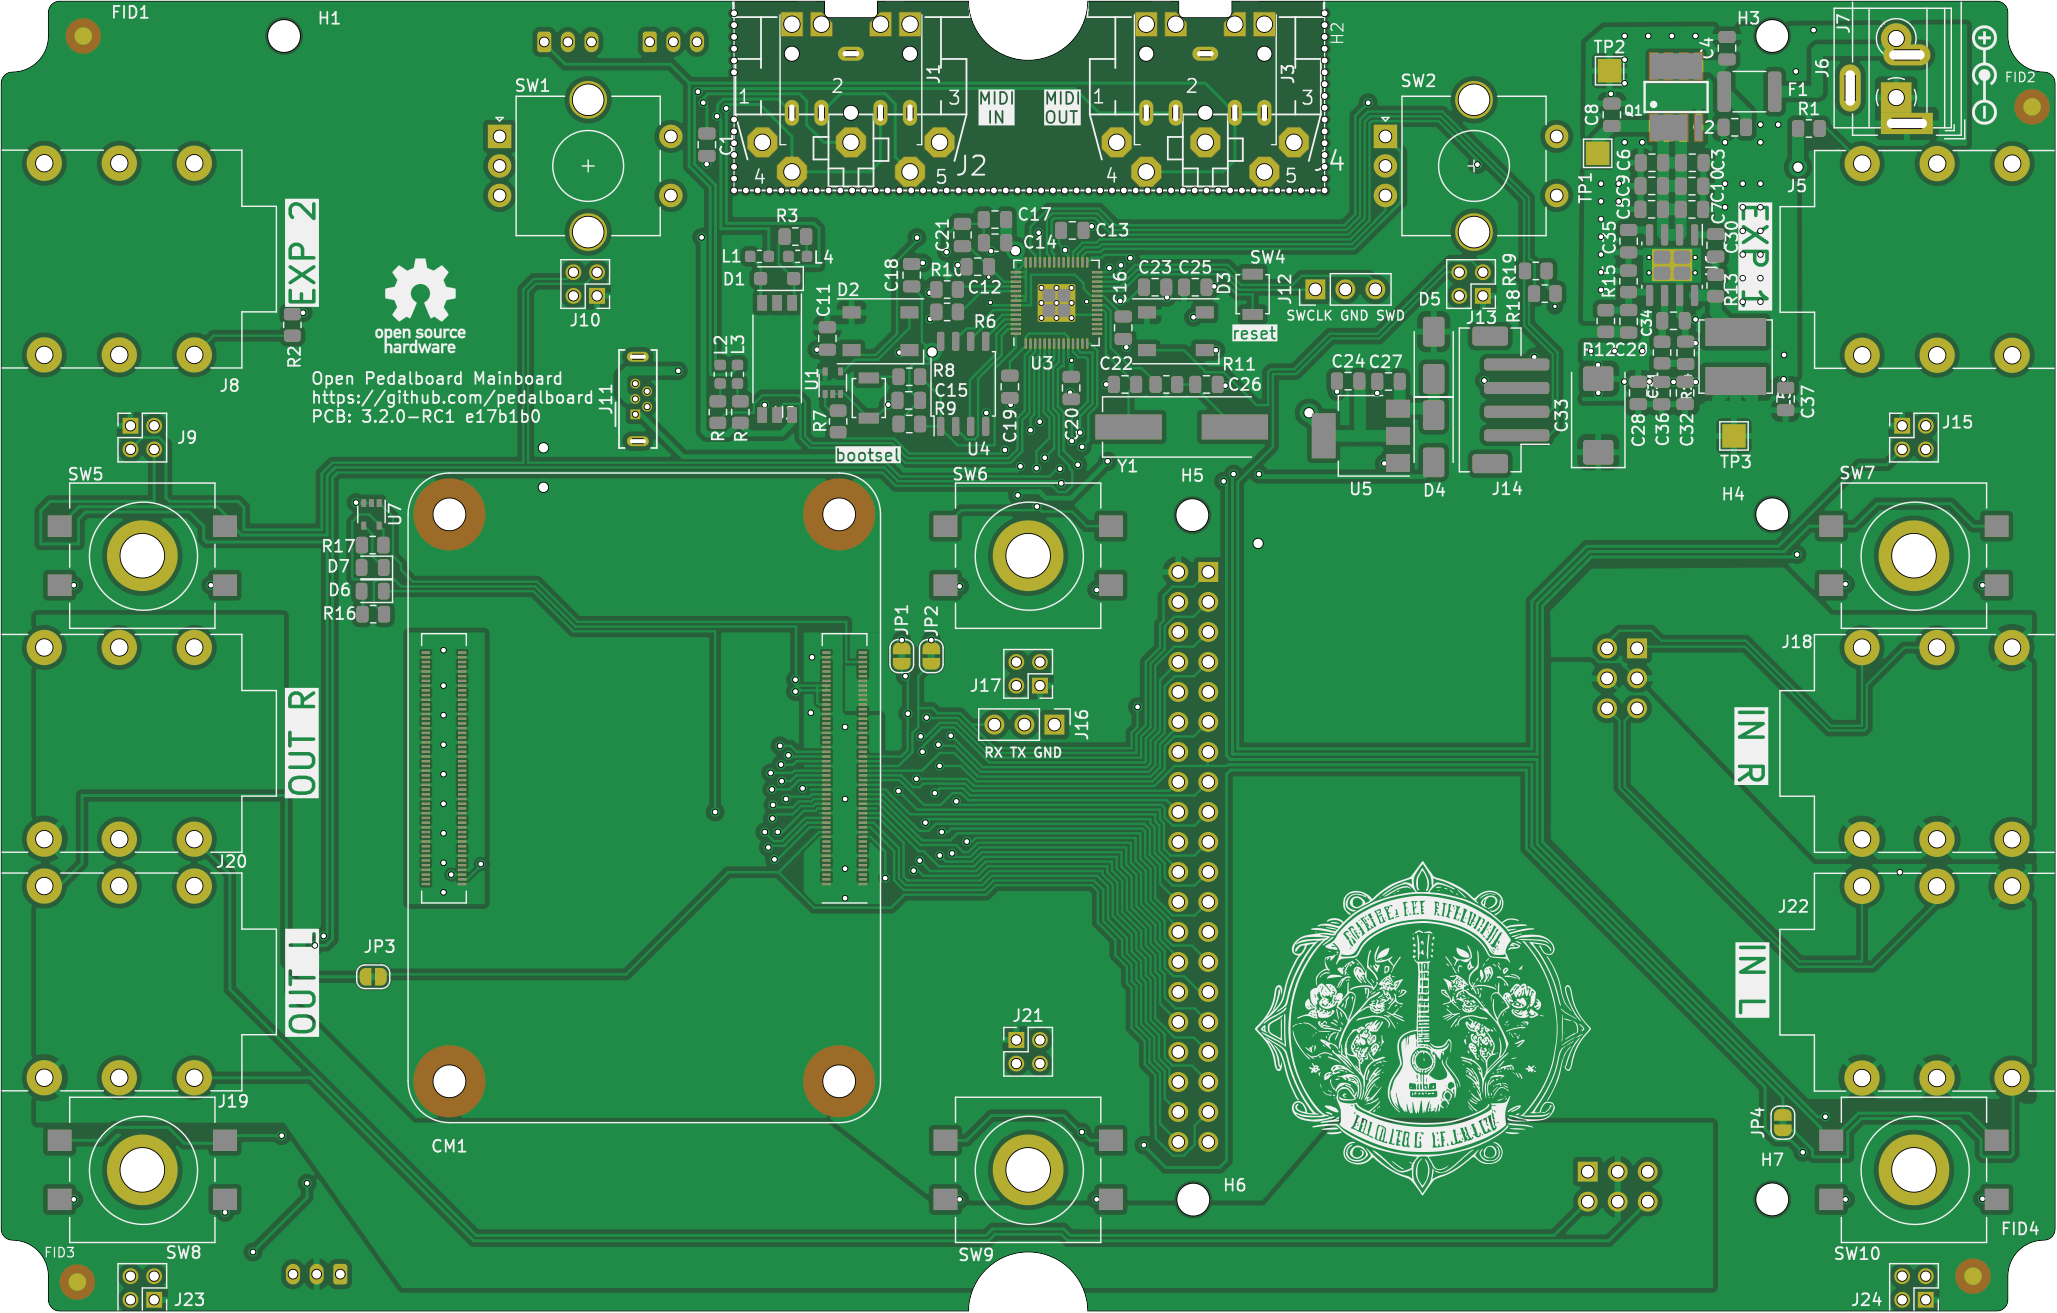 FID1
H1
H2
H3
J7
TP2
C4
J6
FID2
SW1
J1
J3
SW2
F1
1
2
3
MIDI
IN
MIDI
OUT
1
2
3
C8
Q1
R1
C1
J2
4
5
4
5
C6
C3
TP1
C9
C10
J5
C5
C7
EXP 2
EXP 1
R3
C21
C17
C13
C14
C35
C30
L1
L4
SW4
D1
C18
C12
C23
C25
D3
J12
R19
R15
R13
D2
C11
C16
D5
R18
J10
SWCLK GND SWD
J13
R6
reset
C34
open source
hardware
R2
L2
L3
U3
R12
C29
J8
Open Pedalboard Mainboard
https://github.com/pedalboard
PCB: 3.2.0-RC1 e17b1b0
J11
U1
R8
C22
R11
C24
C27
C15
C26
C37
R7
R9
C19
C20
C33
C28
C36
C32
J9
U4
J15
bootsel
Y1
H5
TP3
SW5
SW6
U5
D4
J14
H4
SW7
U7
R17
D7
D6
R16
JP1
JP2
J18
J17
OUT R
J16
RX TX GND
IN R
J20
J22
OUT L
JP3
IN L
J21
J19
CM1
JP4
H7
H6
FID3
SW8
SW9
SW10
FID4
J23
J24